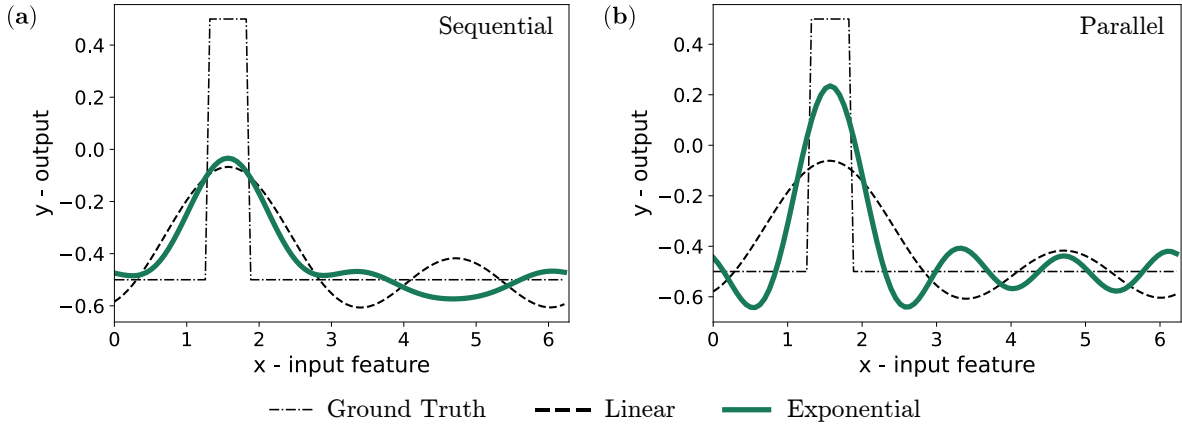 (a)
Sequential
y - output
0.4
0.2
0.0
−0.2
−0.4
−0.6
0 1 2 3 4 5 6
x - input feature
(b)
Parallel
y - output
0.4
0.2
0.0
−0.2
−0.4
−0.6
0 1 2 3 4 5 6
x - input feature
Ground Truth Linear Exponential